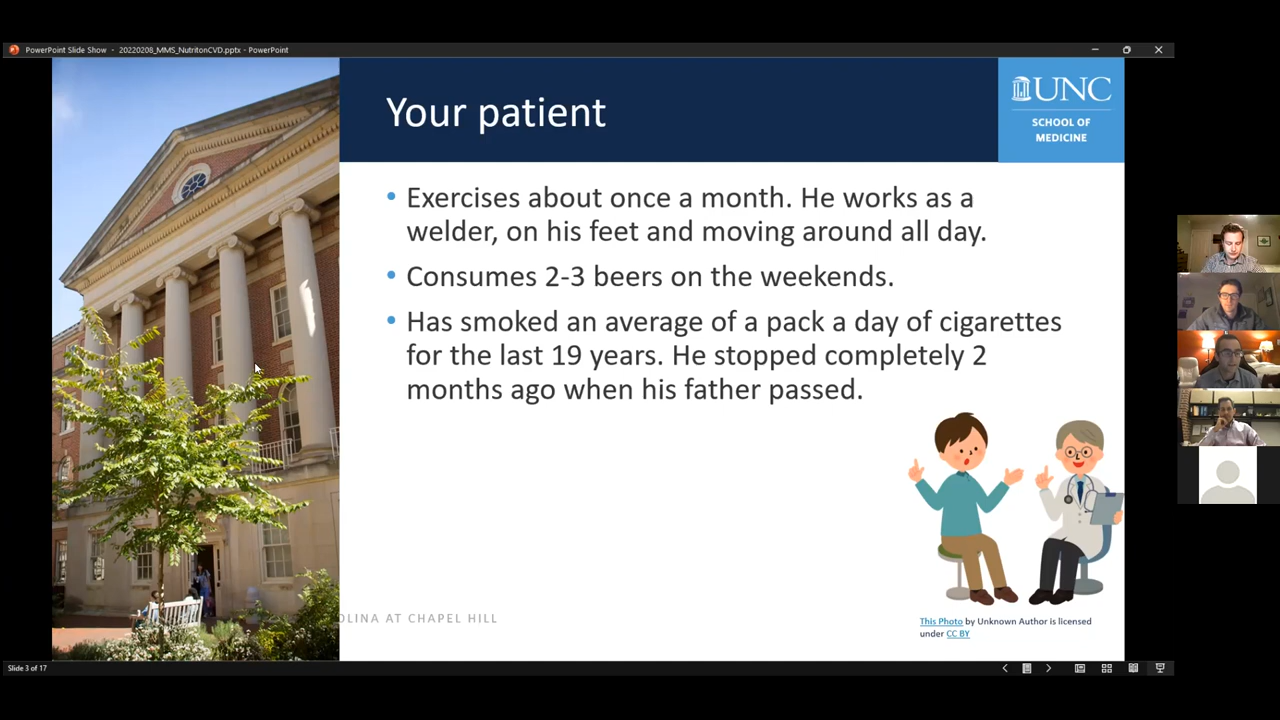 PowerPoint Slide Show - 20220208_MMS_NutritonCVD.pptx - PowerPoint
Your patient
UNC
SCHOOL OF
MEDICINE
• Exercises about once a month. He works as a
welder, on his feet and moving around all day.
• Consumes 2-3 beers on the weekends.
• Has smoked an average of a pack a day of cigarettes
for the last 19 years. He stopped completely 2
months ago when his father passed.
OLINA AT CHAPEL HILL
This Photo by Unknown Author is licensed
under CC BY
Slide 3 of 17